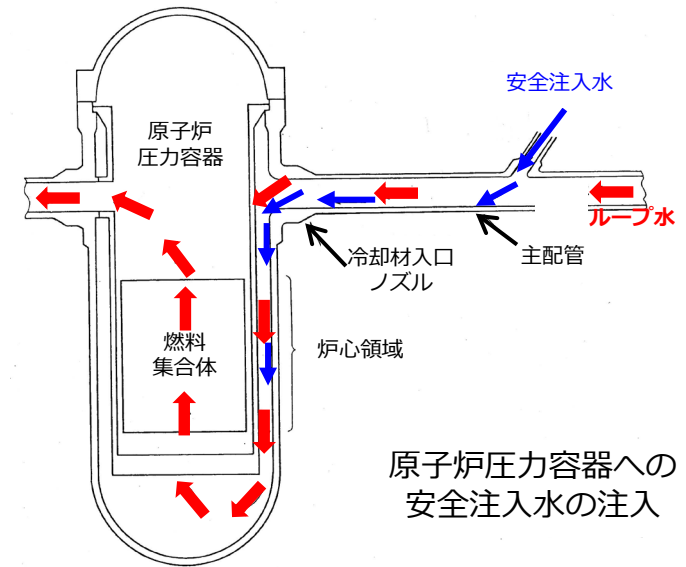 安全注入水
原子炉
圧力容器
ループ水
冷却材入口
ノズル
主配管
炉心領域
燃料
集合体
原子炉圧力容器への
安全注入水の注入